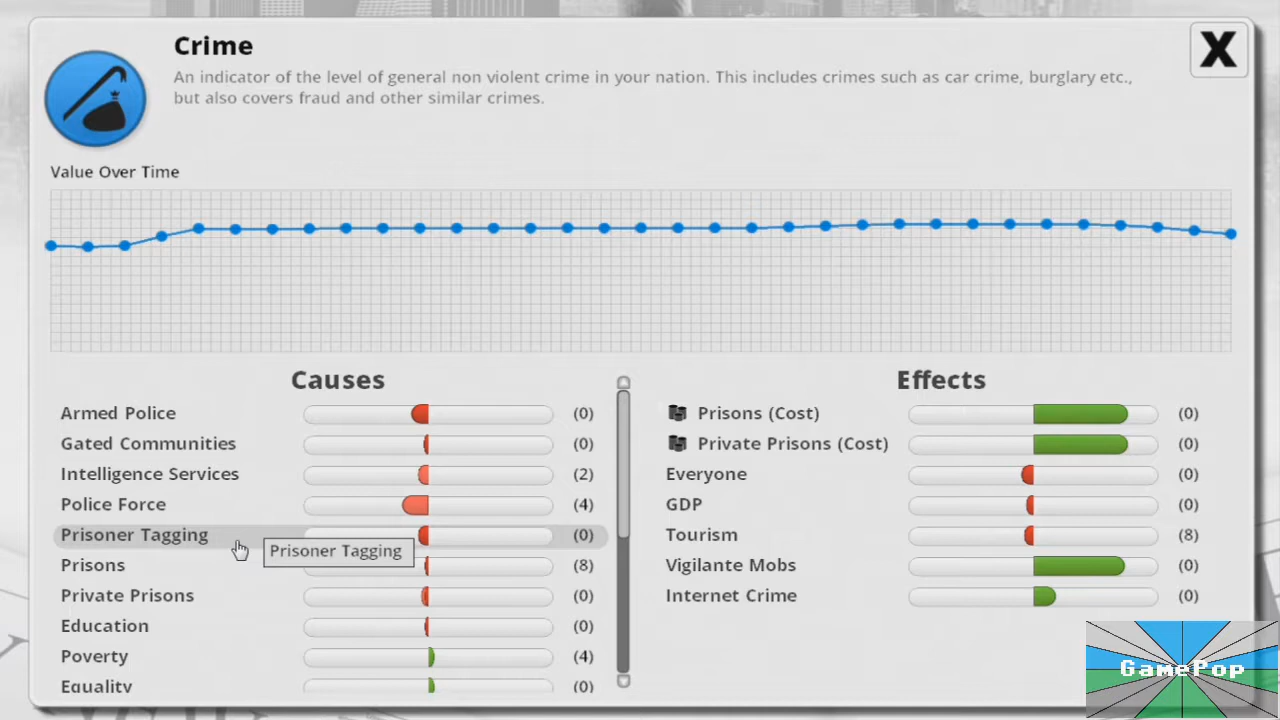 Crime
X
An indicator of the level of general non violent crime in your nation. This includes crimes such as car crime, burglary etc.,
but also covers fraud and other similar crimes.
Value Over Time
Causes
Armed Police (0)
Gated Communities (0)
Intelligence Services (2)
Police Force (4)
Prisoner Tagging (0)
Prisoner Tagging
Prisons (8)
Private Prisons (0)
Education (0)
Poverty (4)
Equality (0)
Effects
Prisons (Cost) (0)
Private Prisons (Cost) (0)
Everyone (0)
GDP (0)
Tourism (8)
Vigilante Mobs (0)
Internet Crime (0)
GamePop